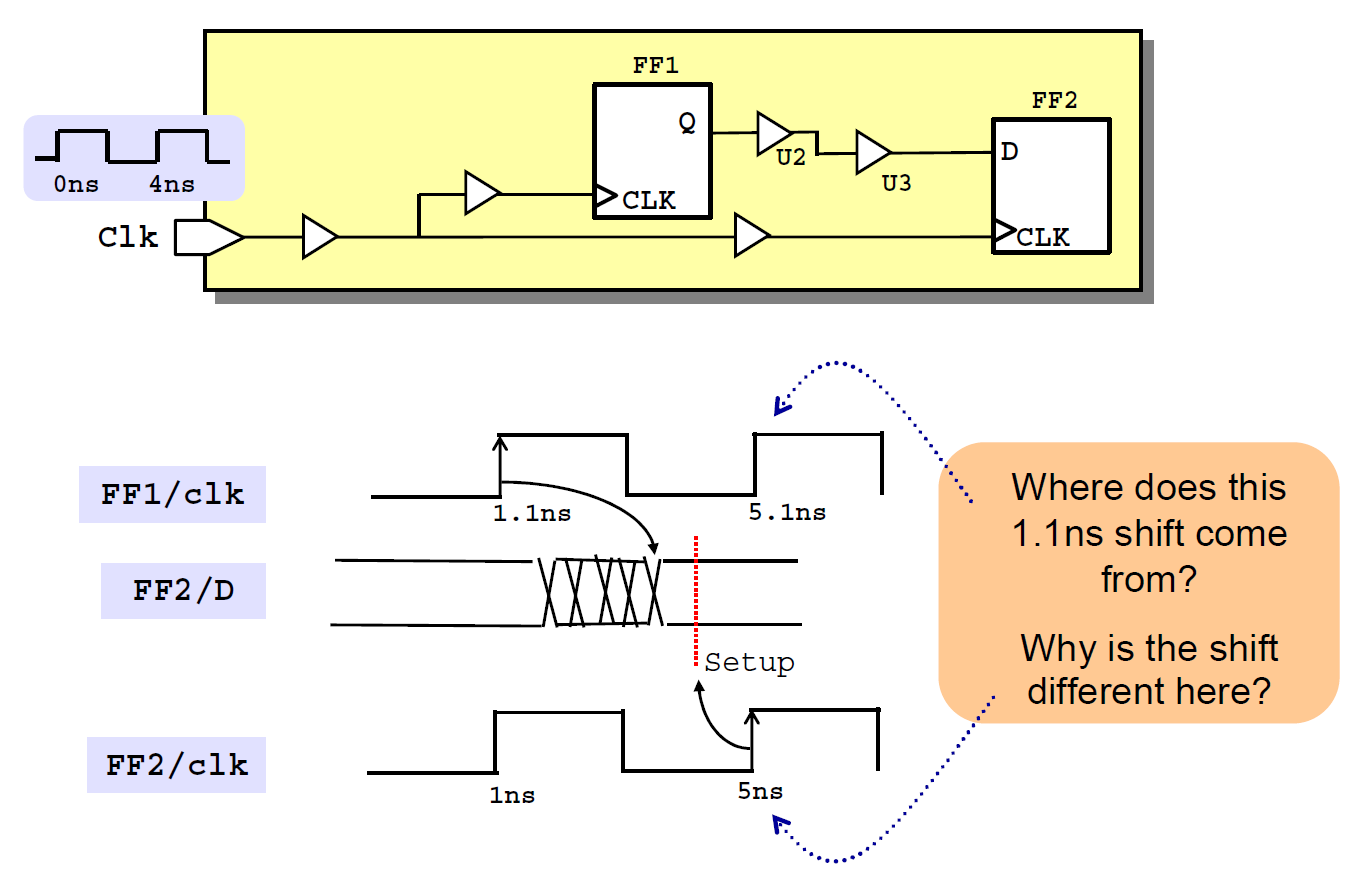 FF1
FF2
Q
U2
D
U3
0ns 4ns
CLK
Clk
CLK
Where does this
1.1ns shift come
from?
Why is the shift
different here?
FF1/clk
1.1ns
5.1ns
FF2/D
Setup
FF2/clk
1ns
5ns